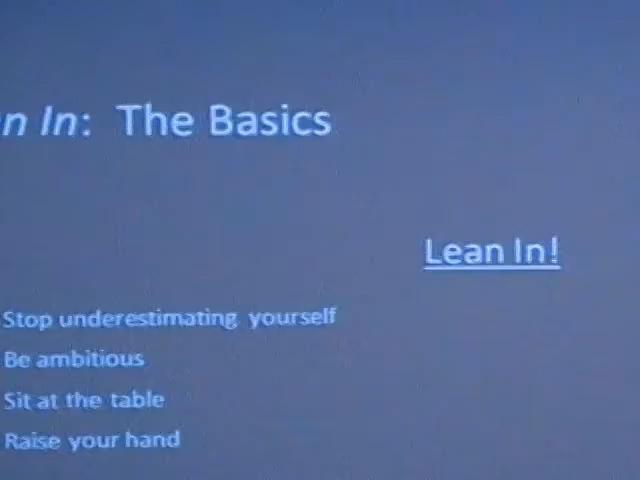 In: The Basics
Lean In!
Stop underestimating yourself
Be ambitious
Sit at the table
Raise your hand